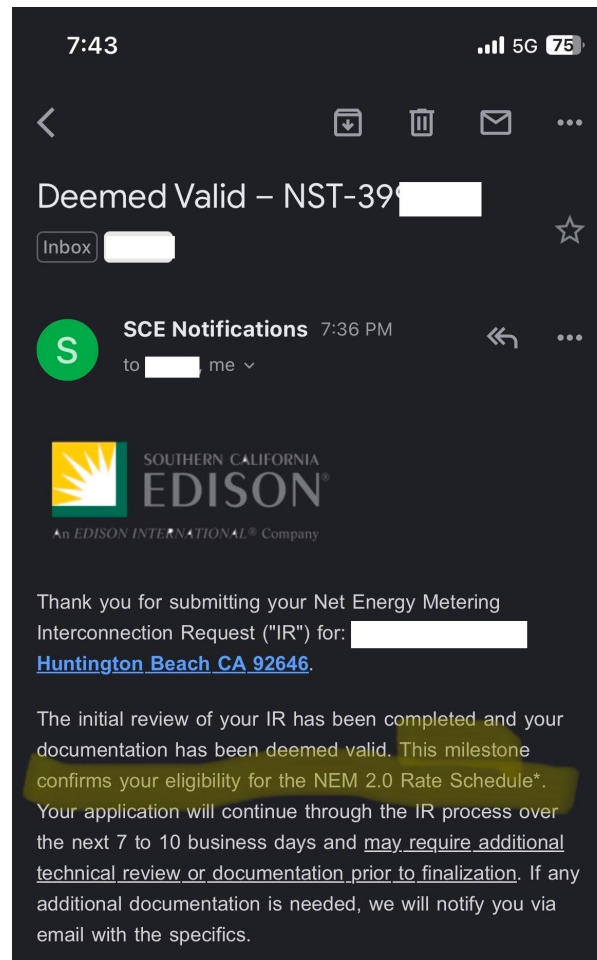 7:43 5G 75
Deemed Valid – NST-39
Inbox
S
SCE Notifications 7:36 PM
to , me
SOUTHERN CALIFORNIA
EDISON®
An EDISON INTERNATIONAL® Company
Thank you for submitting your Net Energy Metering
Interconnection Request ("IR") for:
Huntington Beach CA 92646.
The initial review of your IR has been completed and your
documentation has been deemed valid. This milestone
confirms your eligibility for the NEM 2.0 Rate Schedule*.
Your application will continue through the IR process over
the next 7 to 10 business days and may require additional
technical review or documentation prior to finalization. If any
additional documentation is needed, we will notify you via
email with the specifics.